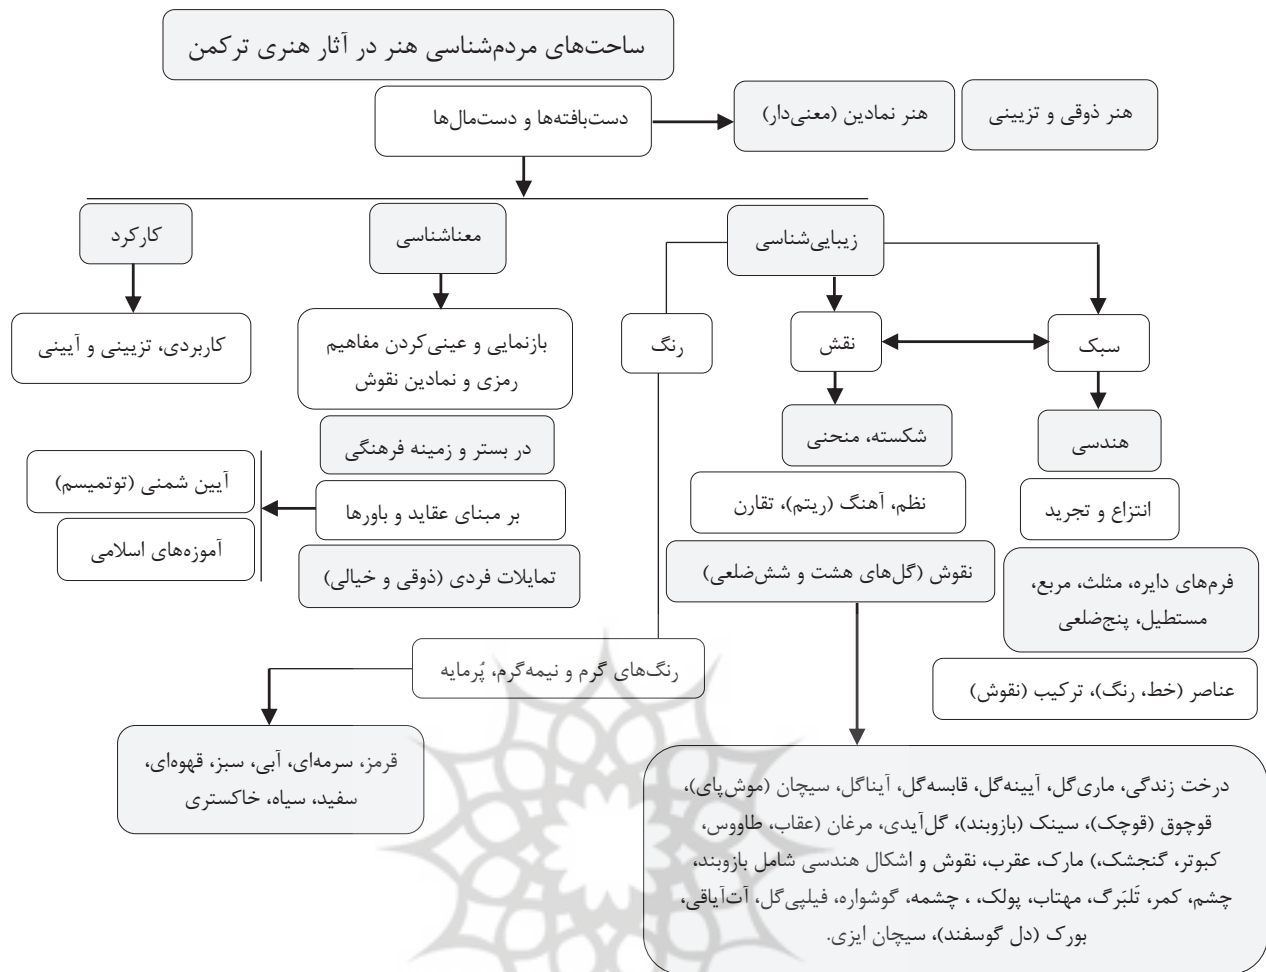 ساحت‌های مردم‌شناسی هنر در آثار هنری ترکمن
هنر ذوقی و تزیینی
هنر نمادین (معنی‌دار)
دست‌بافته‌ها و دست‌مال‌ها
زیبایی‌شناسی
معناشناسی
کارکرد
سبک
نقش
رنگ
بازنمایی و عینی‌کردن مفاهیم
رمزی و نمادین نقوش
کاربردی، تزیینی و آیینی
هندسی
شکسته، منحنی
در بستر و زمینه فرهنگی
انتزاع و تجرید
نظم، آهنگ (ریتم)، تقارن
بر مبنای عقاید و باورها
آیین شمنی (توتمیسم)
آموزه‌های اسلامی
فرم‌های دایره، مثلث، مربع،
مستطیل، پنج‌ضلعی
نقوش (گل‌های هشت و شش‌ضلعی)
تمایلات فردی (ذوقی و خیالی)
عناصر (خط، رنگ)، ترکیب (نقوش)
رنگ‌های گرم و نیمه‌گرم، پُرمایه
قرمز، سرمه‌ای، آبی، سبز، قهوه‌ای،
سفید، سیاه، خاکستری
درخت زندگی، ماری‌گل، آیینه‌گل، قابسه‌گل، آیناگل، سیچان (موش‌پای)،
قوچوق (قوچک)، سینک (بازوبند)، گل‌آیدی، مرغان (عقاب، طاووس،
کبوتر، گنجشک،) مارک، عقرب، نقوش و اشکال هندسی شامل بازوبند،
چشم، کمر، تَلبَرگ، مهتاب، پولک، ، چشمه، گوشواره، فیلپی‌گل، آت‌آیاقی،
بورک (دل گوسفند)، سیچان ایزی.